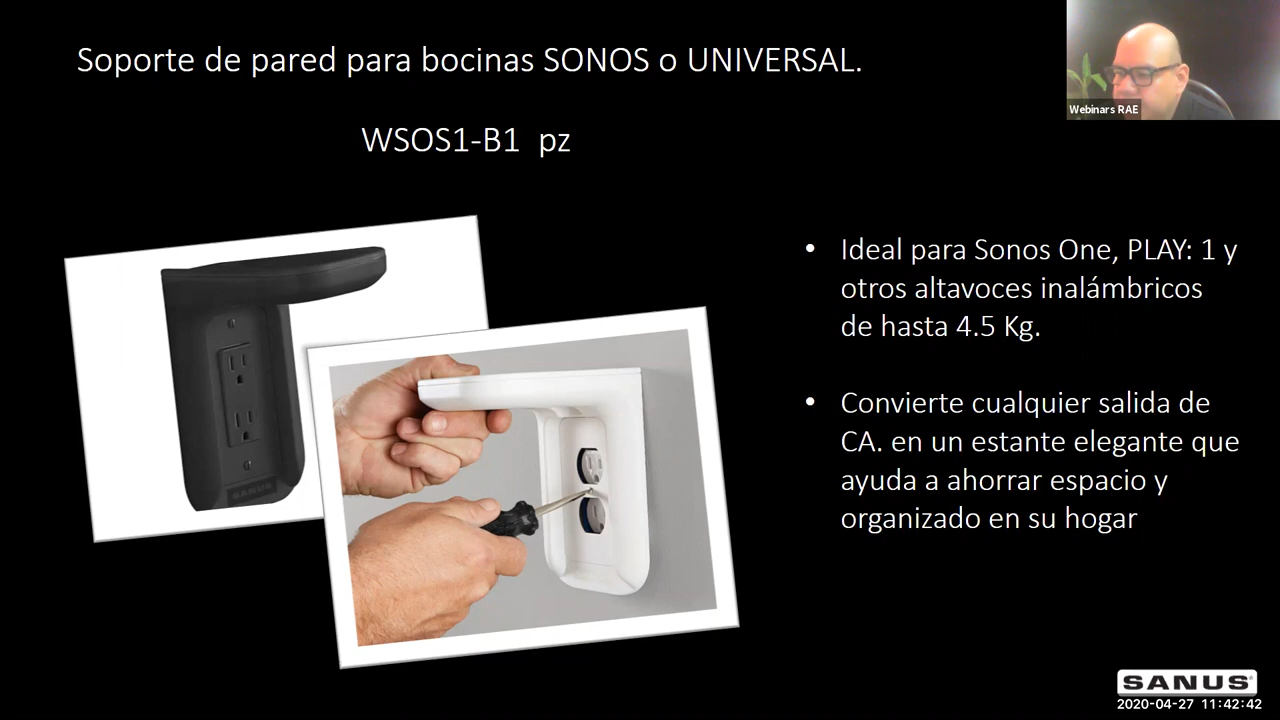 Soporte de pared para bocinas SONOS o UNIVERSAL.
WSOS1-B1 pz
Webinars RAE
• Ideal para Sonos One, PLAY: 1 y
otros altavoces inalámbricos
de hasta 4.5 Kg.
• Convierte cualquier salida de
CA. en un estante elegante que
ayuda a ahorrar espacio y
organizado en su hogar
SANUS
SANUS
2020-04-27 11:42:42